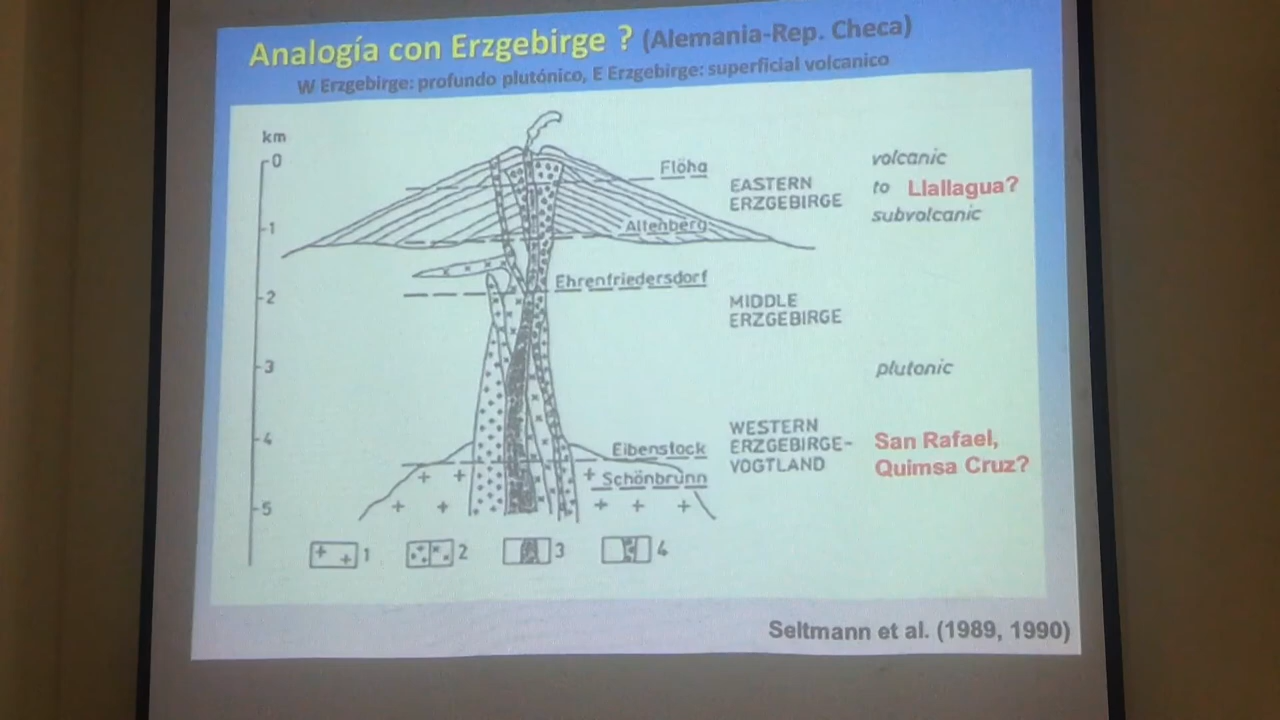 Analogía con Erzgebirge ? (Alemania-Rep. Checa)
W Erzgebirge: profundo plutónico, E Erzgebirge: superficial volcanico
km
0
1
2
3
4
5
Flöha
Altenberg
Ehrenfriedersdorf
Eibenstock
Schönbrunn
EASTERN
ERZGEBIRGE
MIDDLE
ERZGEBIRGE
WESTERN
ERZGEBIRGE-
VOGTLAND
volcanic
to Llallagua?
subvolcanic
plutonic
San Rafael,
Quimsa Cruz?
1 2 3 4
Seltmann et al. (1989, 1990)